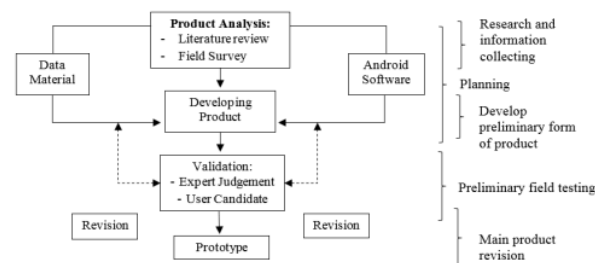 Product Analysis:
- Literature review
- Field Survey
Data
Material
Android
Software
Developing
Product
Validation:
- Expert Judgement
- User Candidate
Revision
Revision
Prototype
Research and
information
collecting
Planning
Develop
preliminary form
of product
Preliminary field testing
Main product
revision